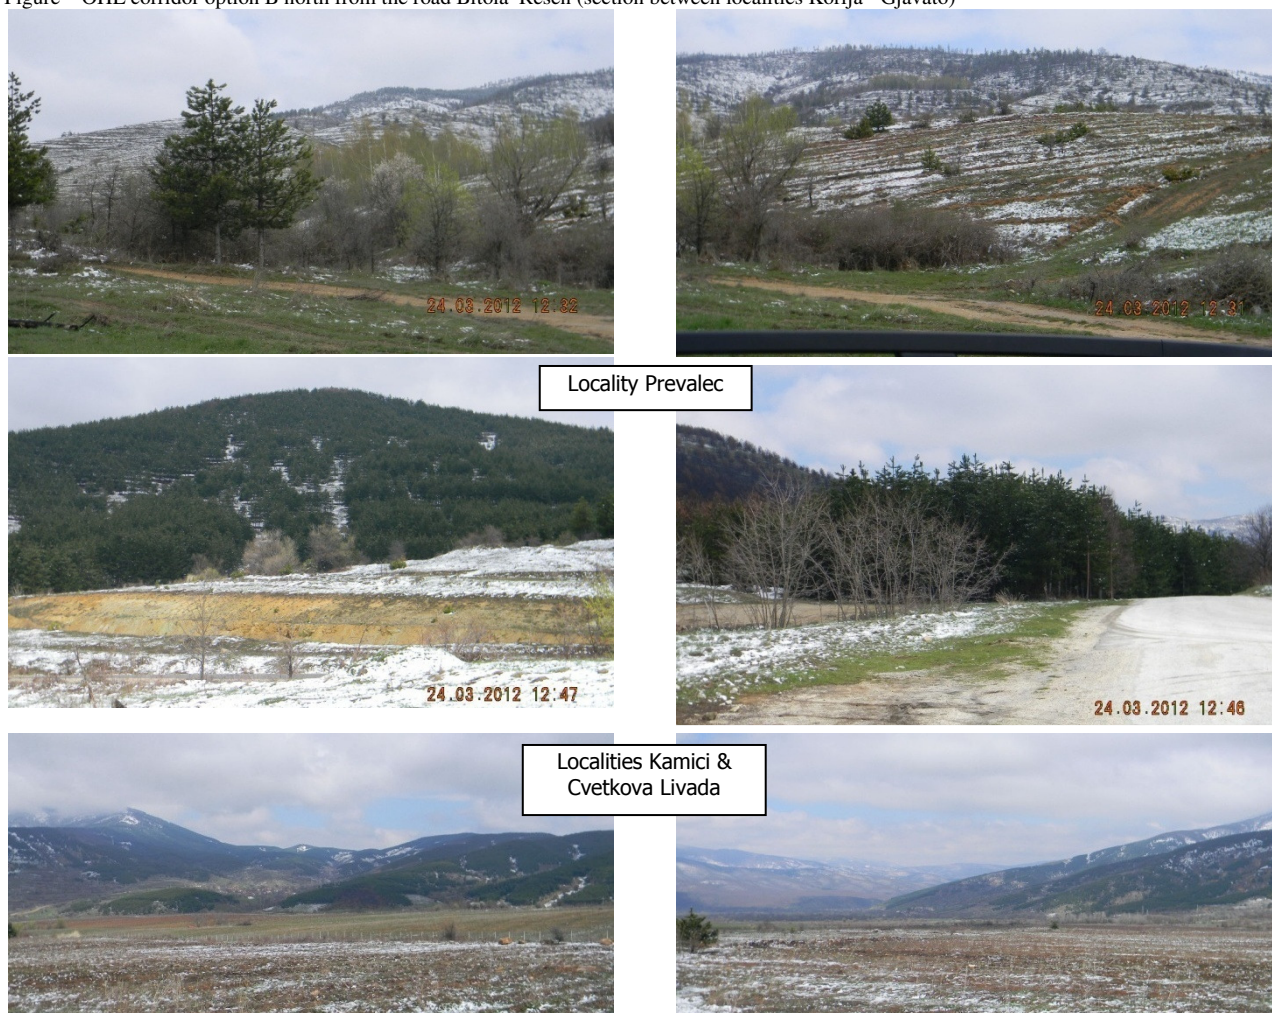 Figure OHL corridor option B north from the road Bitola Resen (section between localities Korija Gjavato)
24.03.2012 12:32
24.03.2012 12:31
Locality Prevalec
24.03.2012 12:47
24.03.2012 12:46
Localities Kamici &
Cvetkova Livada